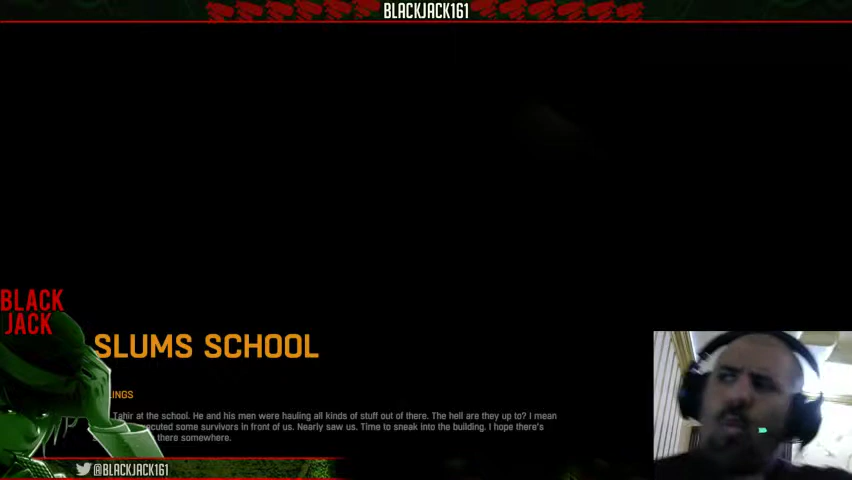 BLACKJACK161
BLACK
JACK
SLUMS SCHOOL
LINGS
Tahir at the school. He and his men were hauling all kinds of stuff out of there. The hell are they up to? I mean
cuted some survivors in front of us. Nearly saw us. Time to sneak into the building. I hope there's
there somewhere.
@BLACKJACK161